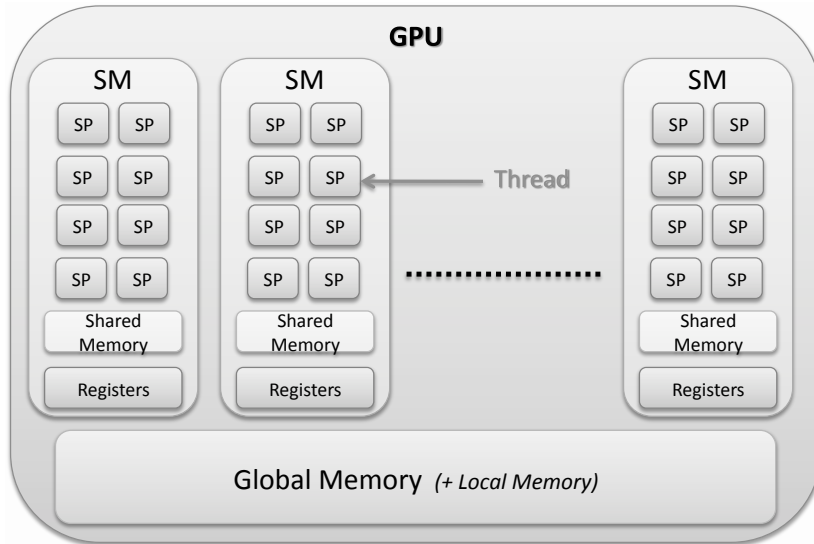 GPU
SM SM SM
SP SP SP SP SP SP
SP SP SP SP Thread SP SP
SP SP SP SP SP SP
SP SP SP SP SP SP
Shared Shared Shared
Memory Memory Memory
Registers Registers Registers
Global Memory (+ Local Memory)